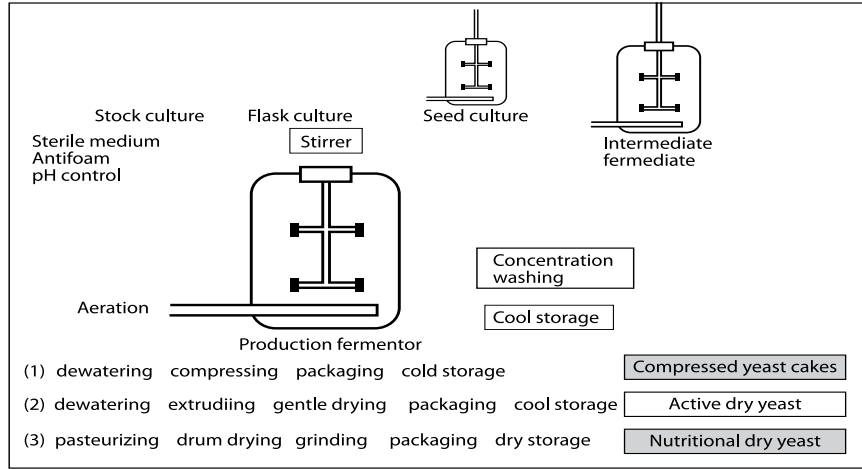 Stock culture
Flask culture
Seed culture
Intermediate
fermediate
Sterile medium
Antifoam
pH control
Stirrer
Concentration
washing
Aeration
Cool storage
Production fermentor
(1) dewatering compressing packaging cold storage Compressed yeast cakes
(2) dewatering extrudiing gentle drying packaging cool storage Active dry yeast
(3) pasteurizing drum drying grinding packaging dry storage Nutritional dry yeast